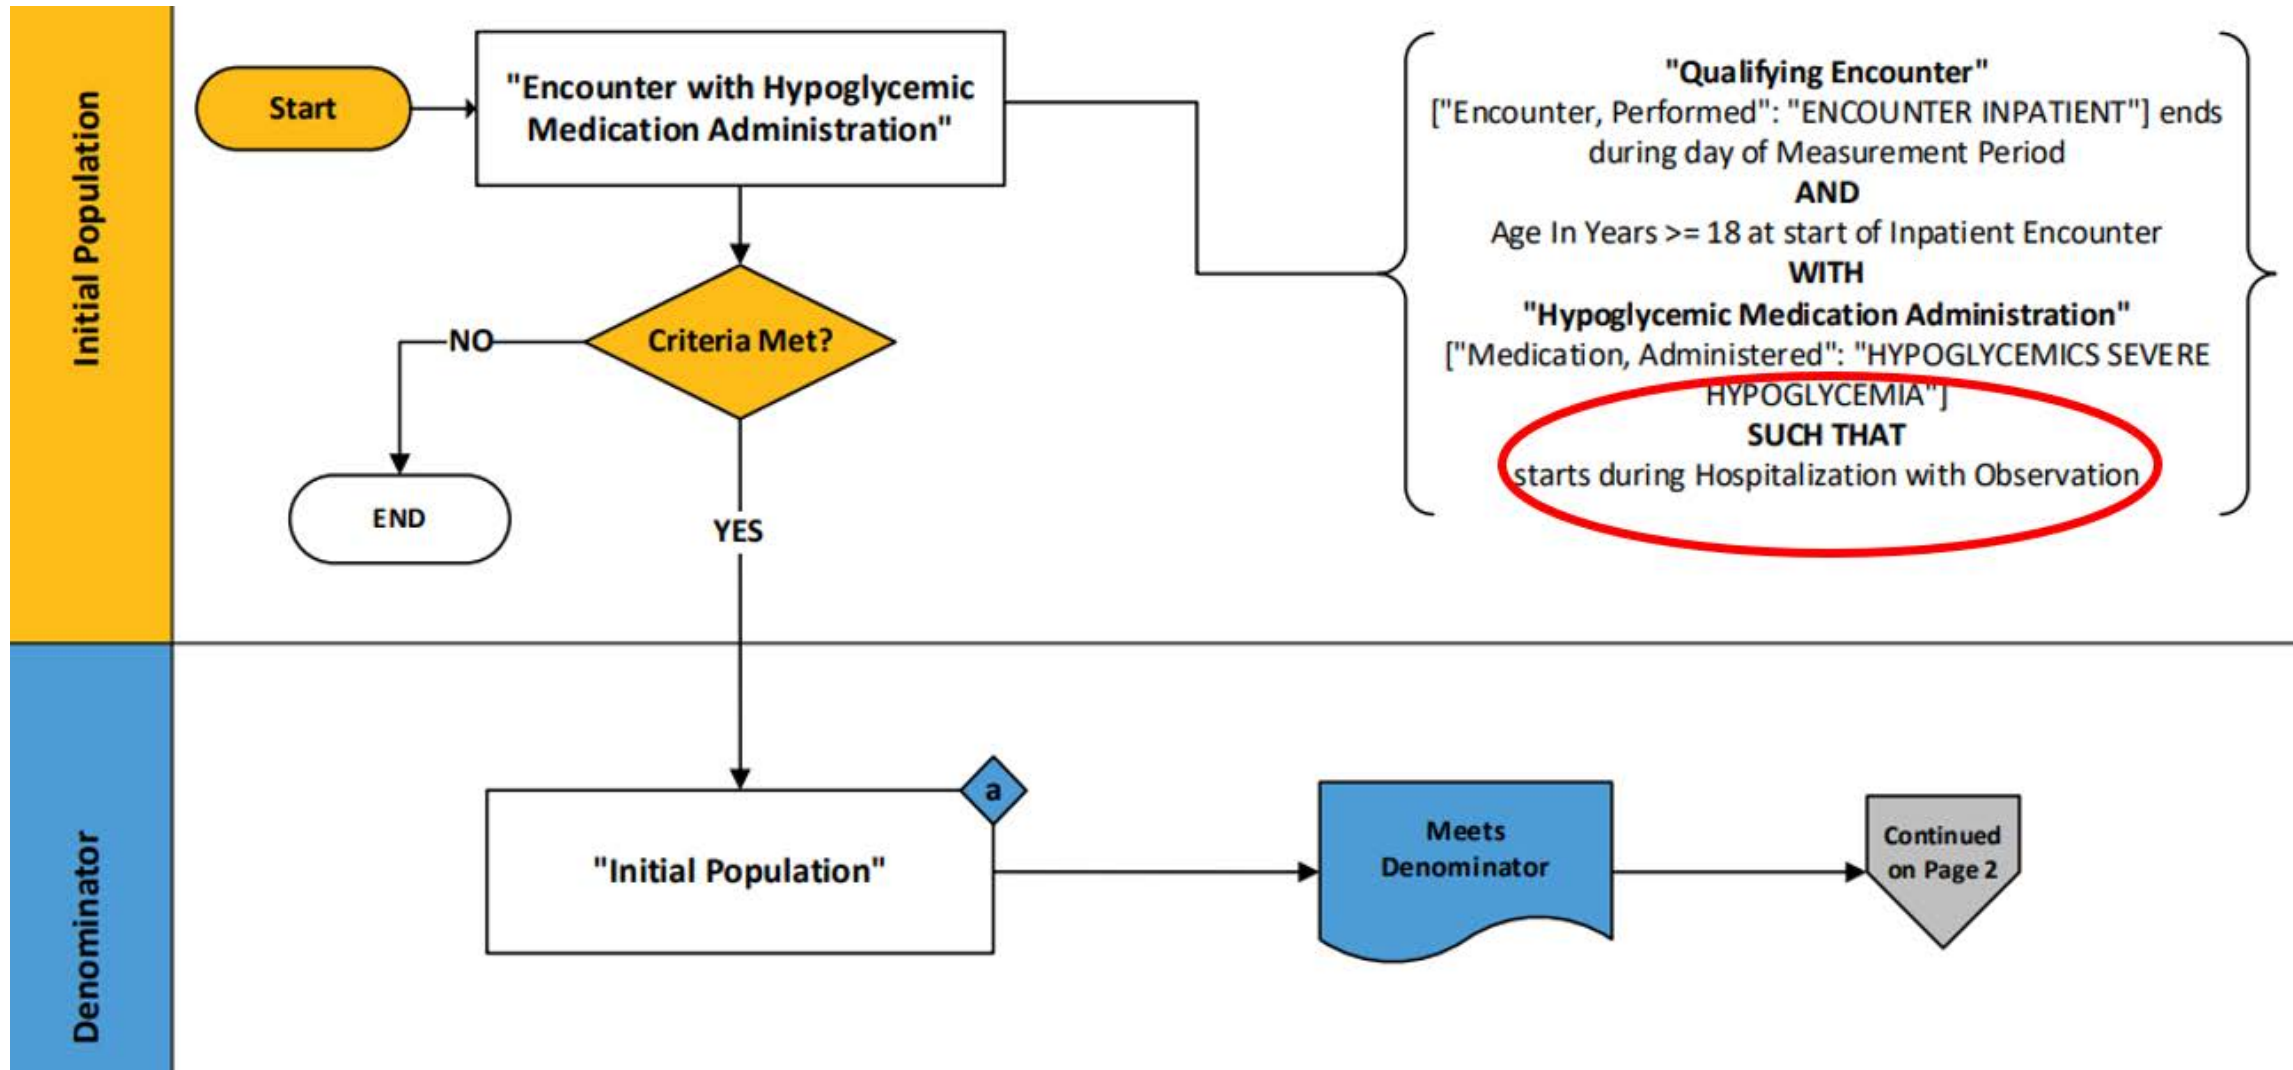 Initial Population
Start
"Encounter with Hypoglycemic
Medication Administration"
"Qualifying Encounter"
["Encounter, Performed": "ENCOUNTER INPATIENT"] ends
during day of Measurement Period
AND
Age In Years >= 18 at start of Inpatient Encounter
WITH
"Hypoglycemic Medication Administration"
["Medication, Administered": "HYPOGLYCEMICS SEVERE
HYPOGLYCEMIA"]
SUCH THAT
starts during Hospitalization with Observation
Criteria Met?
NO
END
YES
Denominator
"Initial Population"
a
Meets
Denominator
Continued
on Page 2